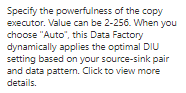 Specify the powerfulness of the copy
executor. Value can be 2-256. When you
choose "Auto", this Data Factory
dynamically applies the optimal DIU
setting based on your source-sink pair
and data pattern. Click to view more
details.